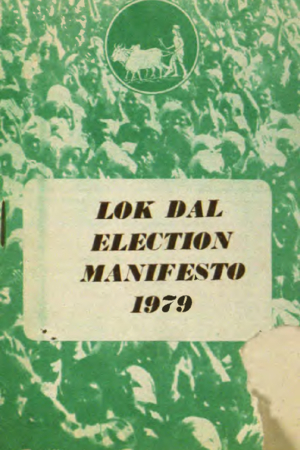 LOK DAL
ELECTION
MANIFESTO
1979